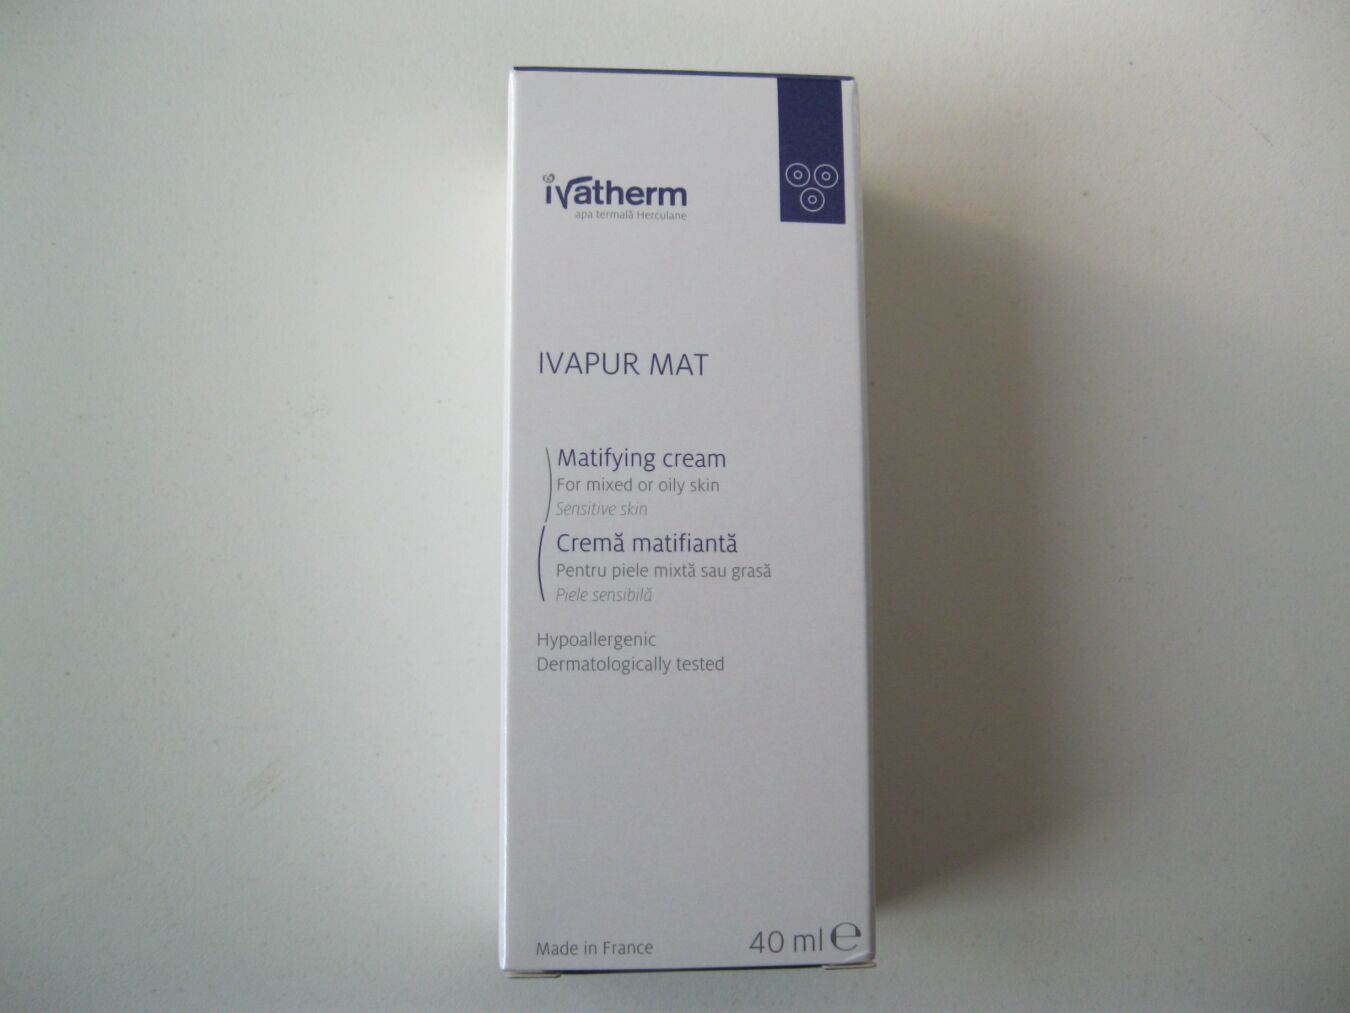 ivatherm
apa termală Herculane
IVAPUR MAT
Matifying cream
For mixed or oily skin
Sensitive skin
Cremă matifiantă
Pentru piele mixtă sau grasă
Piele sensibilă
Hypoallergenic
Dermatologically tested
Made in France
40 ml ℮